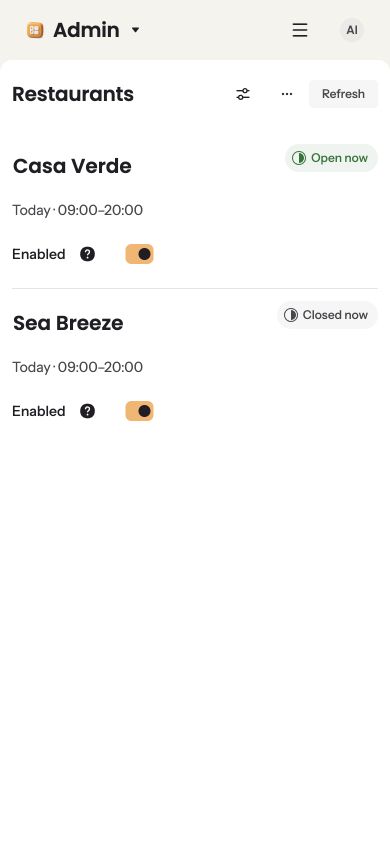 Admin
AI
Restaurants
Refresh
Casa Verde
Open now
Today · 09:00–20:00
Enabled ?
Sea Breeze
Closed now
Today · 09:00–20:00
Enabled ?